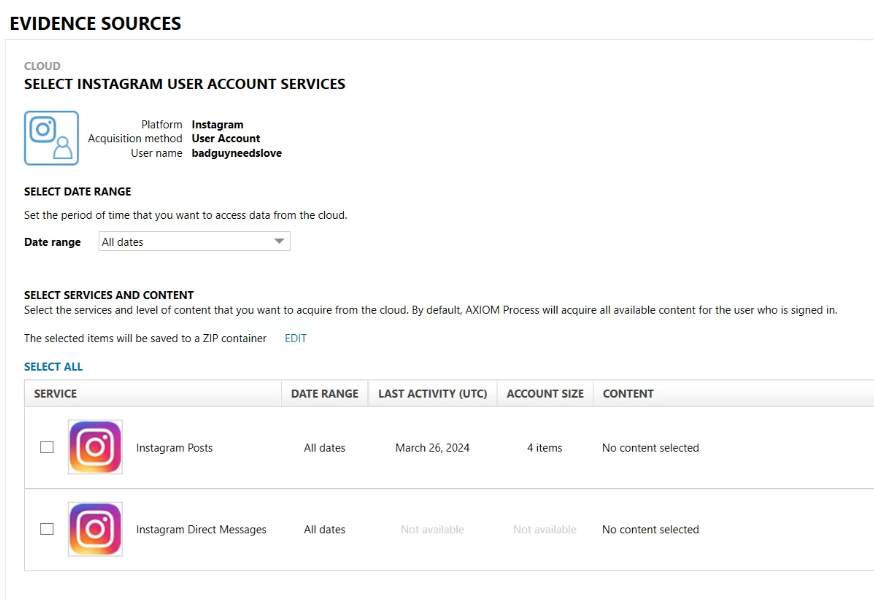 EVIDENCE SOURCES
CLOUD
SELECT INSTAGRAM USER ACCOUNT SERVICES
Platform Instagram
Acquisition method User Account
User name badguyneedslove
SELECT DATE RANGE
Set the period of time that you want to access data from the cloud.
Date range All dates
SELECT SERVICES AND CONTENT
Select the services and level of content that you want to acquire from the cloud. By default, AXIOM Process will acquire all available content for the user who is signed in.
The selected items will be saved to a ZIP container EDIT
SELECT ALL
SERVICE DATE RANGE LAST ACTIVITY (UTC) ACCOUNT SIZE CONTENT
Instagram Posts All dates March 26, 2024 4 items No content selected
Instagram Direct Messages All dates Not available Not available No content selected